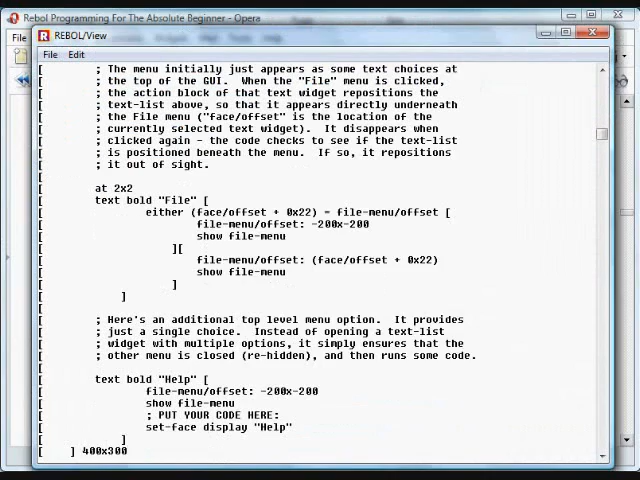 Rebol Programming For The Absolute Beginner - Opera
File
REBOL/View
File Edit
[ ; The menu initially just appears as some text choices at
[ ; the top of the GUI. When the "File" menu is clicked,
[ ; the action block of that text widget repositions the
[ ; text-list above, so that it appears directly underneath
[ ; the File menu ("face/offset" is the location of the
[ ; currently selected text widget). It disappears when
[ ; clicked again - the code checks to see if the text-list
[ ; is positioned beneath the menu. If so, it repositions
[ ; it out of sight.
[
[ at 2x2
[ text bold "File" [
[ either (face/offset + 0x22) = file-menu/offset [
[ file-menu/offset: -200x-200
[ show file-menu
[ ][
[ file-menu/offset: (face/offset + 0x22)
[ show file-menu
[ ]
[ ]
[
[ ; Here's an additional top level menu option. It provides
[ ; just a single choice. Instead of opening a text-list
[ ; widget with multiple options, it simply ensures that the
[ ; other menu is closed (re-hidden), and then runs some code.
[
[ text bold "Help" [
[ file-menu/offset: -200x-200
[ show file-menu
[ ; PUT YOUR CODE HERE:
[ set-face display "Help"
[ ]
[ ] 400x300